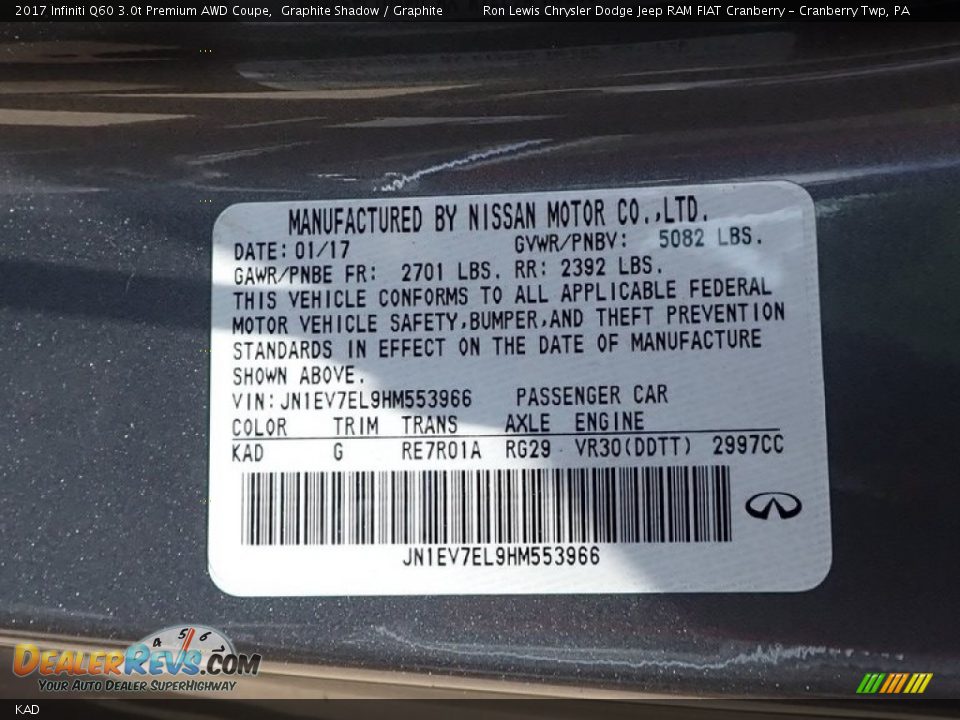 2017 Infiniti Q60 3.0t Premium AWD Coupe,  Graphite Shadow / Graphite  Ron Lewis Chrysler Dodge Jeep RAM FIAT Cranberry - Cranberry Twp, PA
MANUFACTURED BY NISSAN MOTOR CO.,LTD.
DATE: 01/17  GVWR/PNBV: 5082 LBS.
GAWR/PNBE FR: 2701 LBS. RR: 2392 LBS.
THIS VEHICLE CONFORMS TO ALL APPLICABLE FEDERAL
MOTOR VEHICLE SAFETY,BUMPER,AND THEFT PREVENTION
STANDARDS IN EFFECT ON THE DATE OF MANUFACTURE
SHOWN ABOVE.
VIN: JN1EV7EL9HM553966  PASSENGER CAR
COLOR  TRIM  TRANS  AXLE  ENGINE
KAD  G  RE7R01A  RG29  VR30(DDTT)  2997CC
JN1EV7EL9HM553966
4 5 6
DEALERREVS.COM
YOUR AUTO DEALER SUPERHIGHWAY
KAD